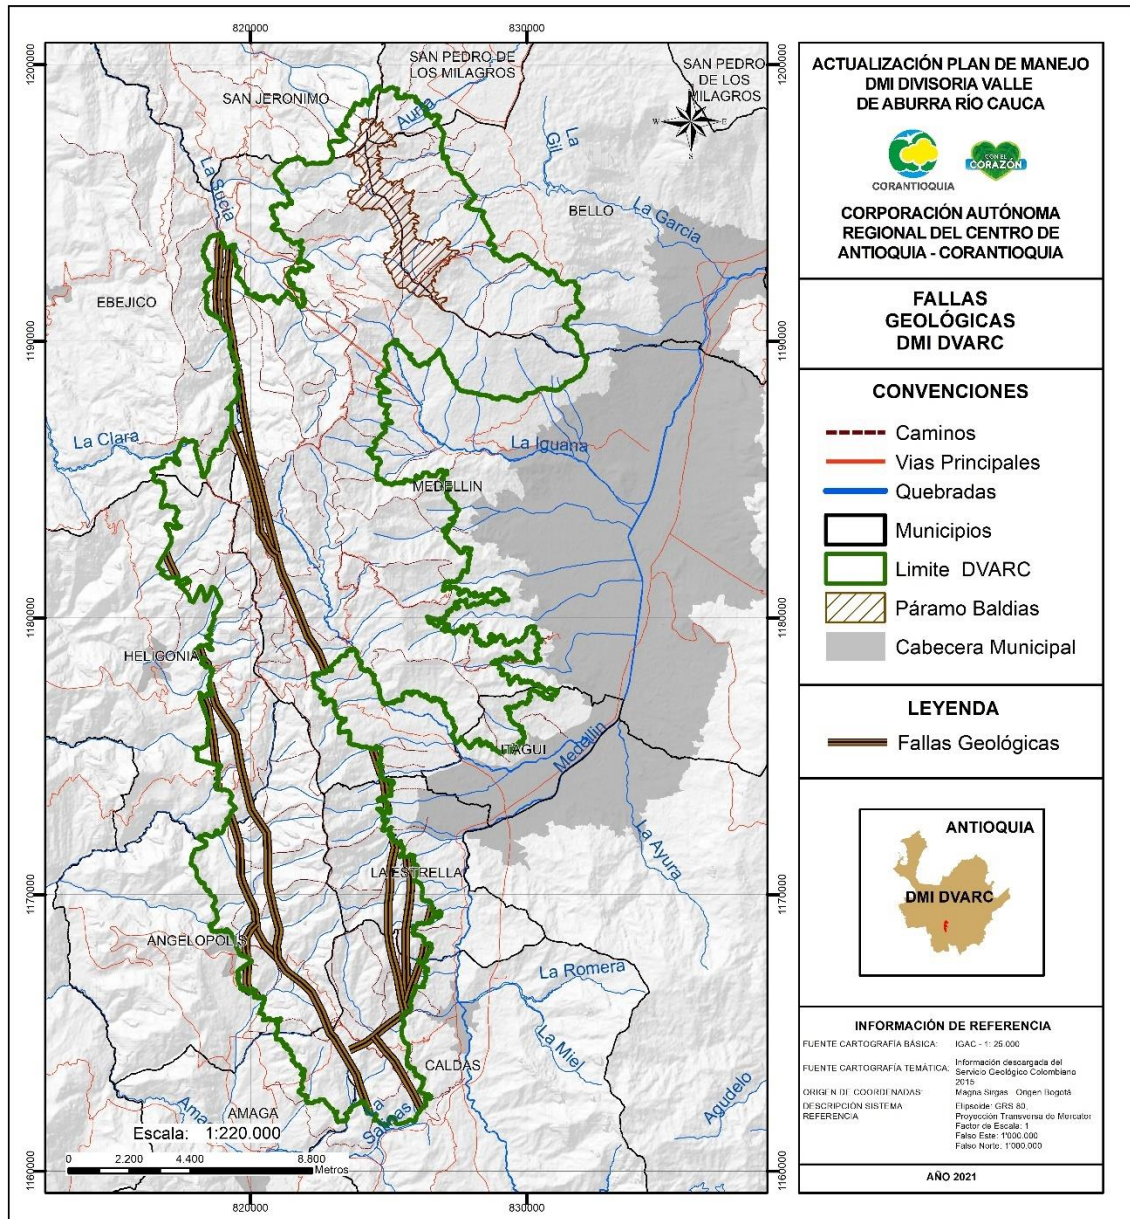 820000
830000
1200000
1200000
SAN PEDRO DE
LOS MILAGROS
SAN PEDRO
DE LOS
MILAGROS
SAN JERONIMO
Aurra
La
Gil
N
W
E
S
La Sucia
BELLO
La Garcia
EBEJICO
1190000
1190000
La Clara
La Iguana
MEDELLIN
1180000
1180000
HELICONIA
ITAGUI
Medellin
La Ayura
LA ESTRELLA
1170000
1170000
ANGELOPOLIS
La Romera
La Miel
CALDAS
Agudelo
Ama
AMAGA
La
Salinas
Escala: 1:220.000
0 2.200 4.400 8.800
Metros
1160000
1160000
820000
830000
ACTUALIZACIÓN PLAN DE MANEJO
DMI DIVISORIA VALLE
DE ABURRA RÍO CAUCA
CORANTIOQUIA
CON EL
CORAZÓN
CORPORACIÓN AUTÓNOMA
REGIONAL DEL CENTRO DE
ANTIOQUIA - CORANTIOQUIA
FALLAS
GEOLÓGICAS
DMI DVARC
CONVENCIONES
Caminos
Vias Principales
Quebradas
Municipios
Limite DVARC
Páramo Baldias
Cabecera Municipal
LEYENDA
Fallas Geológicas
ANTIOQUIA
DMI DVARC
INFORMACIÓN DE REFERENCIA
FUENTE CARTOGRAFÍA BÁSICA: IGAC - 1: 25.000
FUENTE CARTOGRAFÍA TEMÁTICA: Información descargada del
Servicio Geológico Colombiano
2015
ORIGEN DE COORDENADAS: Magna Sirgas Origen Bogotá
DESCRIPCIÓN SISTEMA
REFERENCIA
Elipsoide: GRS 80,
Proyección Transversa de Mercator
Factor de Escala: 1
Falso Este: 1'000.000
Falso Norte: 1'000.000
AÑO 2021